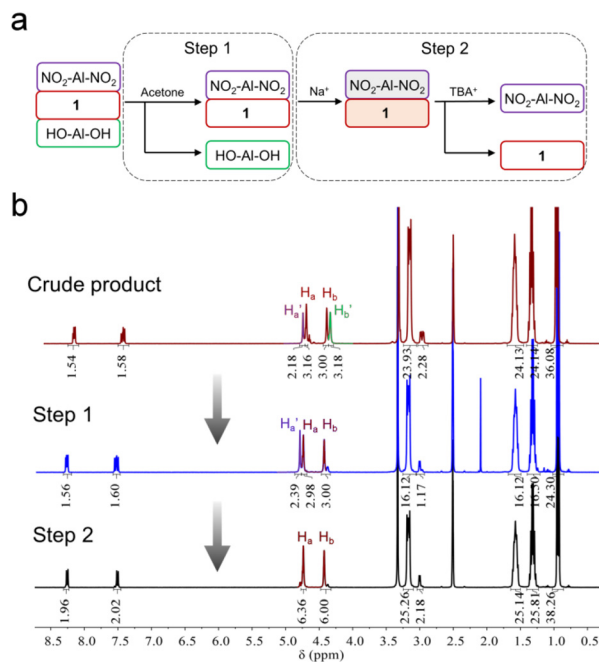 a
Step 1
Step 2
NO₂-Al-NO₂
1
HO-Al-OH
Acetone
NO₂-Al-NO₂
1
HO-Al-OH
Na⁺
NO₂-Al-NO₂
1
TBA⁺
NO₂-Al-NO₂
1
b
Crude product
Hₐ'
Hₐ
H_b
H_b'
1.54
1.58
2.18
3.16
3.00
3.18
23.93
2.28
24.13
24.14
36.08
Step 1
Hₐ'
Hₐ
H_b
1.56
1.60
2.39
2.98
3.00
16.12
1.17
16.12
16.30
24.30
Step 2
Hₐ
H_b
1.96
2.02
6.36
6.00
25.26
2.18
25.14
25.81
38.26
8.5 8.0 7.5 7.0 6.5 6.0 5.5 5.0 4.5 4.0 3.5 3.0 2.5 2.0 1.5 1.0 0.5
δ (ppm)